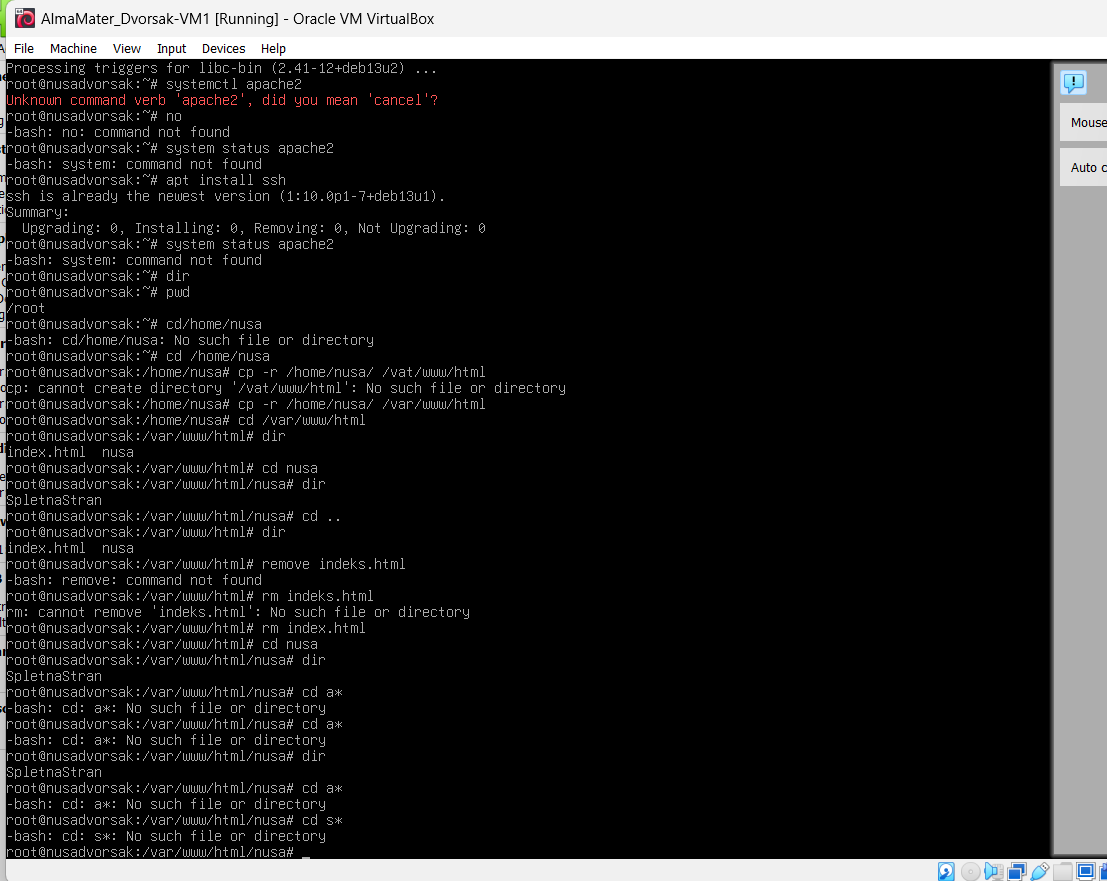 AlmaMater_Dvorsak-VM1 [Running] - Oracle VM VirtualBox
File Machine View Input Devices Help
Processing triggers for libc-bin (2.41-12+deb13u2) ...
root@nusadvorsak:~# systemctl apache2
Unknown command verb 'apache2', did you mean 'cancel'?
root@nusadvorsak:~# no
-bash: no: command not found
root@nusadvorsak:~# system status apache2
-bash: system: command not found
root@nusadvorsak:~# apt install ssh
ssh is already the newest version (1:10.0p1-7+deb13u1).
Summary:
  Upgrading: 0, Installing: 0, Removing: 0, Not Upgrading: 0
root@nusadvorsak:~# system status apache2
-bash: system: command not found
root@nusadvorsak:~# dir
root@nusadvorsak:~# pwd
/root
root@nusadvorsak:~# cd/home/nusa
-bash: cd/home/nusa: No such file or directory
root@nusadvorsak:~# cd /home/nusa
root@nusadvorsak:/home/nusa# cp -r /home/nusa/ /vat/www/html
cp: cannot create directory '/vat/www/html': No such file or directory
root@nusadvorsak:/home/nusa# cp -r /home/nusa/ /var/www/html
root@nusadvorsak:/home/nusa# cd /var/www/html
root@nusadvorsak:/var/www/html# dir
index.html  nusa
root@nusadvorsak:/var/www/html# cd nusa
root@nusadvorsak:/var/www/html/nusa# dir
SpletnaStran
root@nusadvorsak:/var/www/html/nusa# cd ..
root@nusadvorsak:/var/www/html# dir
index.html  nusa
root@nusadvorsak:/var/www/html# remove indeks.html
-bash: remove: command not found
root@nusadvorsak:/var/www/html# rm indeks.html
rm: cannot remove 'indeks.html': No such file or directory
root@nusadvorsak:/var/www/html# rm index.html
root@nusadvorsak:/var/www/html# cd nusa
root@nusadvorsak:/var/www/html/nusa# dir
SpletnaStran
root@nusadvorsak:/var/www/html/nusa# cd a*
-bash: cd: a*: No such file or directory
root@nusadvorsak:/var/www/html/nusa# cd a*
-bash: cd: a*: No such file or directory
root@nusadvorsak:/var/www/html/nusa# dir
SpletnaStran
root@nusadvorsak:/var/www/html/nusa# cd a*
-bash: cd: a*: No such file or directory
root@nusadvorsak:/var/www/html/nusa# cd s*
-bash: cd: s*: No such file or directory
root@nusadvorsak:/var/www/html/nusa# _
Mouse
Auto c